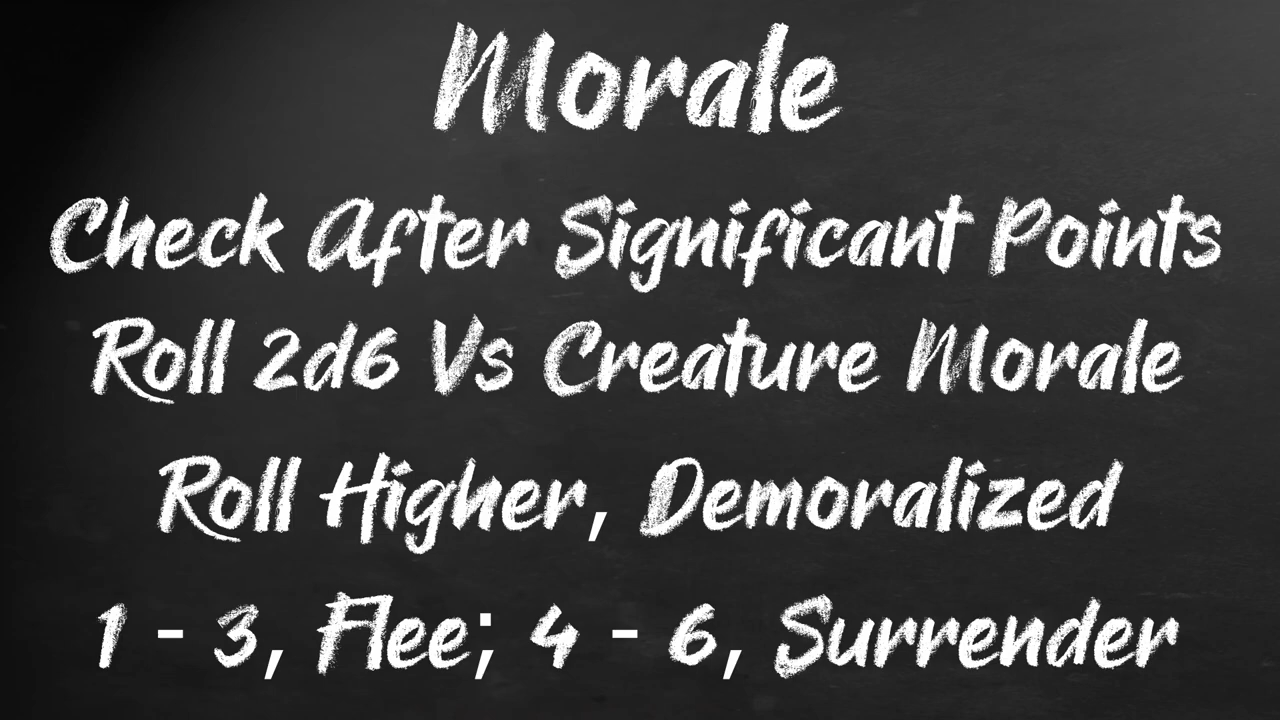 Morale
Check After Significant Points
Roll 2d6 Vs Creature Morale
Roll Higher, Demoralized
1 - 3, Flee; 4 - 6, Surrender